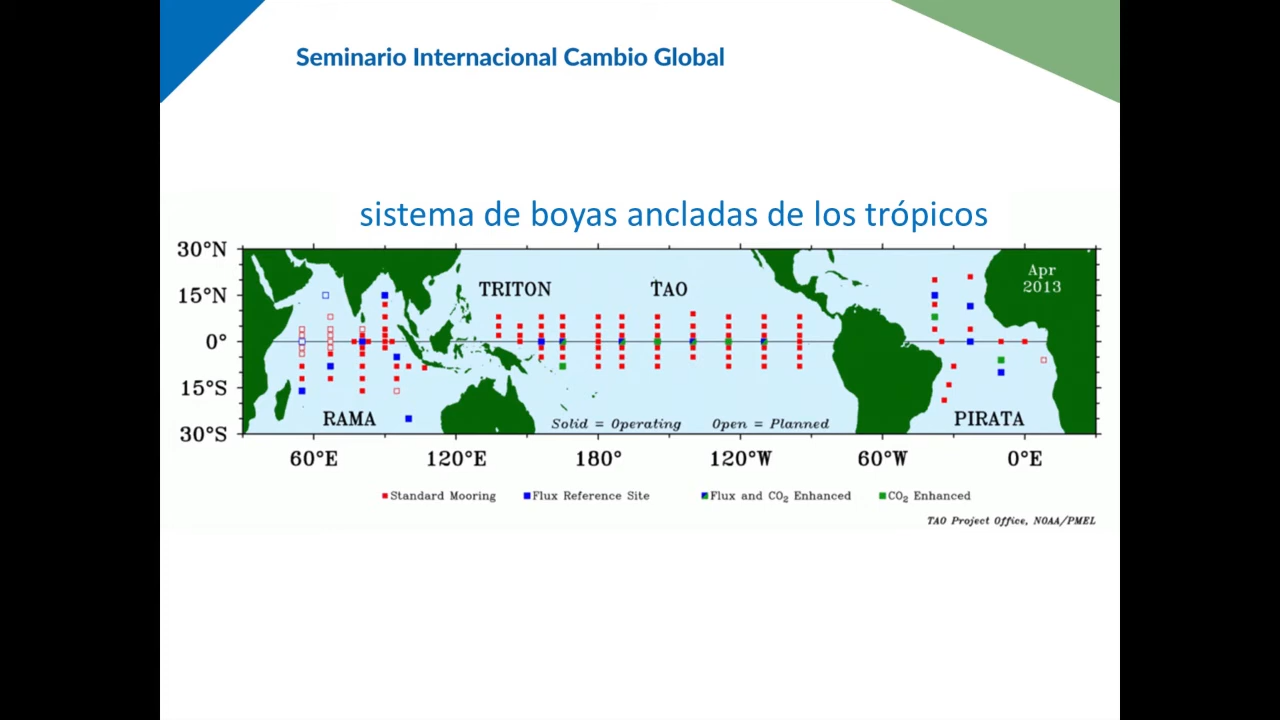 Seminario Internacional Cambio Global
sistema de boyas ancladas de los trópicos
30°N
15°N
0°
15°S
30°S
TRITON
TAO
Apr
2013
RAMA
Solid = Operating
Open = Planned
PIRATA
60°E
120°E
180°
120°W
60°W
0°E
Standard Mooring
Flux Reference Site
Flux and CO₂ Enhanced
CO₂ Enhanced
TAO Project Office, NOAA/PMEL